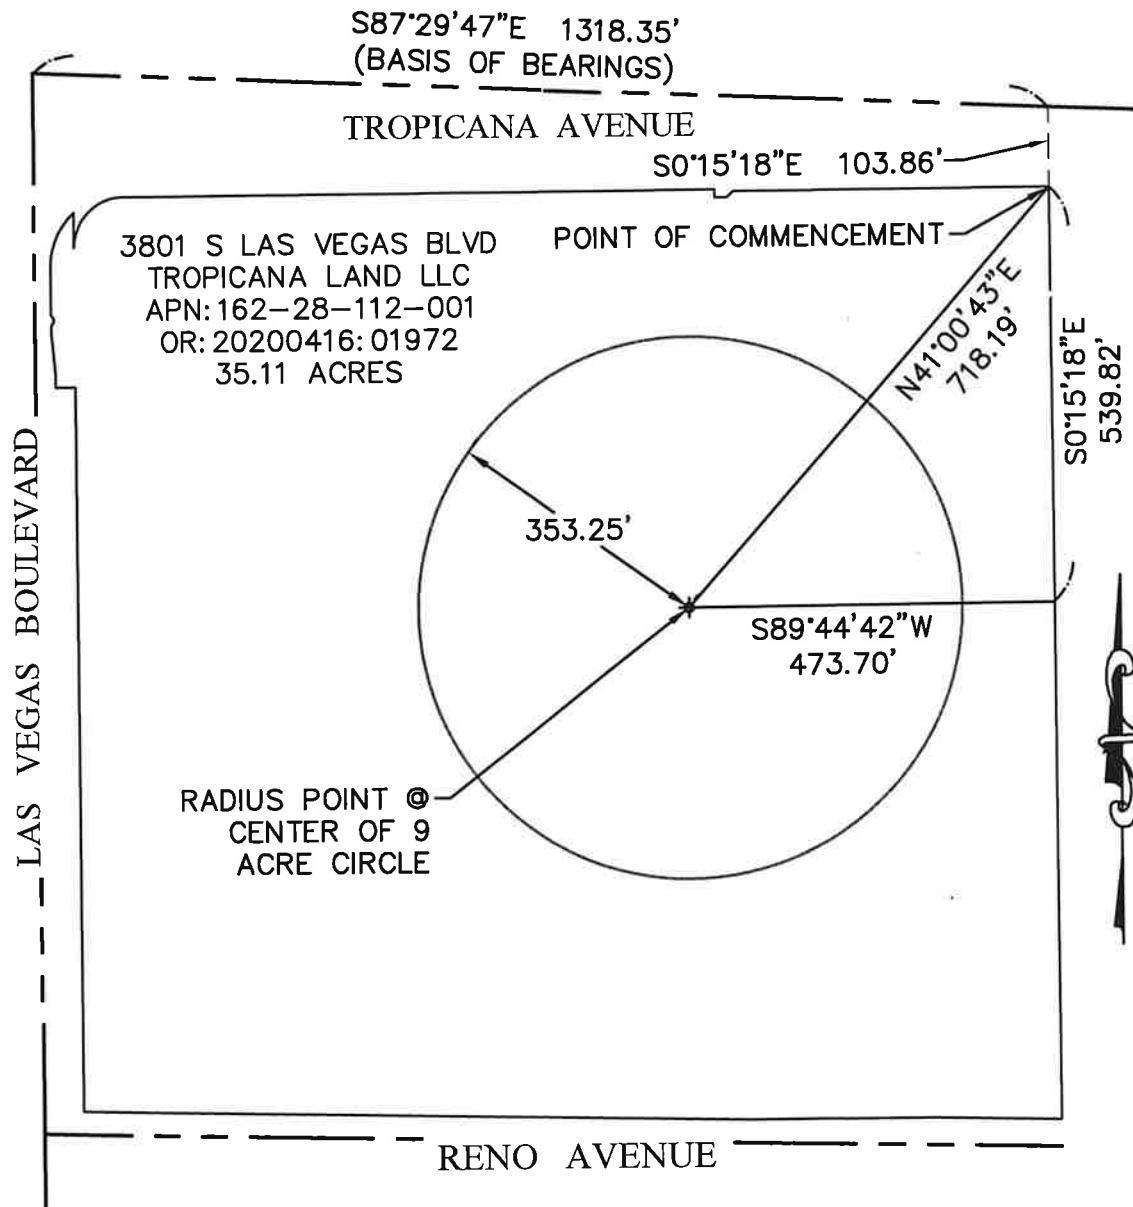 S87°29'47"E 1318.35'
(BASIS OF BEARINGS)
TROPICANA AVENUE
S0°15'18"E 103.86'
3801 S LAS VEGAS BLVD
TROPICANA LAND LLC
APN: 162-28-112-001
OR: 20200416: 01972
35.11 ACRES
POINT OF COMMENCEMENT
N41°00'43"E
718.19'
S0°15'18"E
539.82'
LAS VEGAS BOULEVARD
353.25'
S89°44'42"W
473.70'
RADIUS POINT @
CENTER OF 9
ACRE CIRCLE
RENO AVENUE